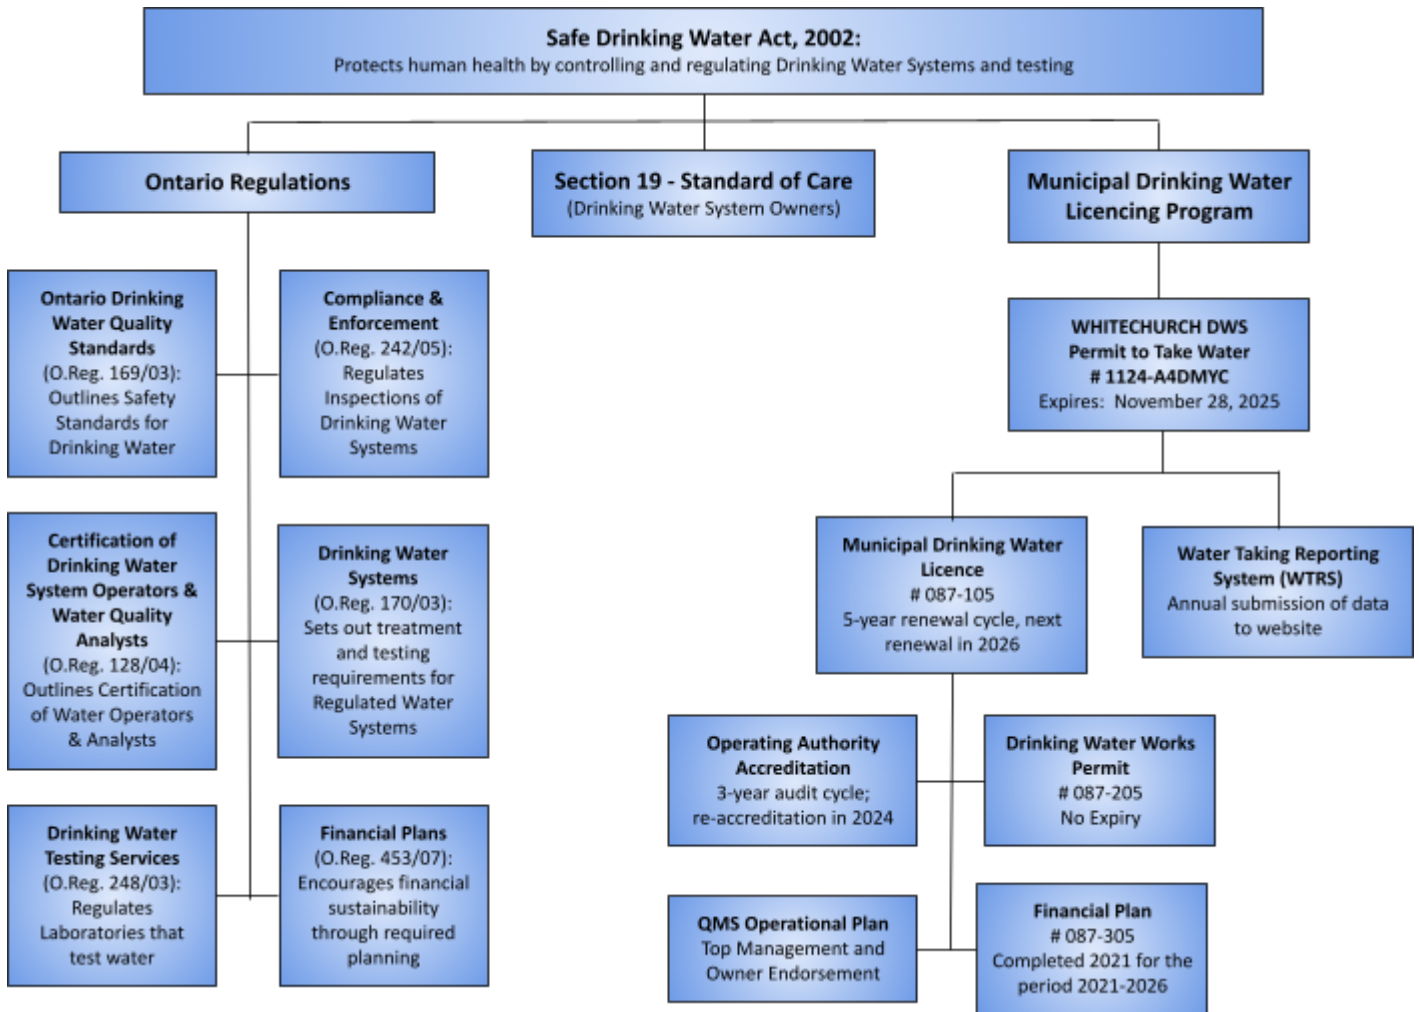 Safe Drinking Water Act, 2002:
Protects human health by controlling and regulating Drinking Water Systems and testing
Ontario Regulations
Section 19 - Standard of Care
(Drinking Water System Owners)
Municipal Drinking Water
Licencing Program
Ontario Drinking
Water Quality
Standards
(O.Reg. 169/03):
Outlines Safety
Standards for
Drinking Water
Compliance &
Enforcement
(O.Reg. 242/05):
Regulates
Inspections of
Drinking Water
Systems
WHITECHURCH DWS
Permit to Take Water
# 1124-A4DMYC
Expires: November 28, 2025
Certification of
Drinking Water
System Operators &
Water Quality
Analysts
(O.Reg. 128/04):
Outlines Certification
of Water Operators
& Analysts
Drinking Water
Systems
(O.Reg. 170/03):
Sets out treatment
and testing
requirements for
Regulated Water
Systems
Municipal Drinking Water
Licence
# 087-105
5-year renewal cycle, next
renewal in 2026
Water Taking Reporting
System (WTRS)
Annual submission of data
to website
Operating Authority
Accreditation
3-year audit cycle;
re-accreditation in 2024
Drinking Water Works
Permit
# 087-205
No Expiry
Drinking Water
Testing Services
(O.Reg. 248/03):
Regulates
Laboratories that
test water
Financial Plans
(O.Reg. 453/07):
Encourages financial
sustainability
through required
planning
QMS Operational Plan
Top Management and
Owner Endorsement
Financial Plan
# 087-305
Completed 2021 for the
period 2021-2026